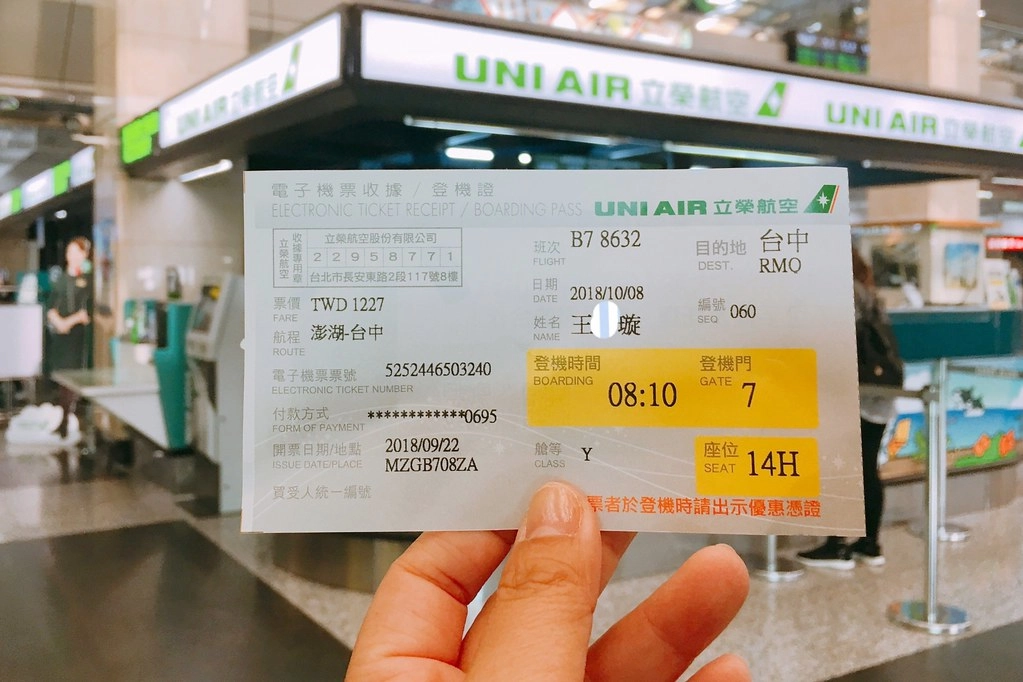 UNI AIR 立榮航空
UNI AIR 立榮航空
UNI AIR 立榮航空
電子機票收據 / 登機證
ELECTRONIC TICKET RECEIPT / BOARDING PASS
UNI AIR 立榮航空
立榮航空
收據專用章
立榮航空股份有限公司
22958771
台北市長安東路2段117號8樓
票價 TWD 1227
FARE
航程 澎湖-台中
ROUTE
電子機票票號 5252446503240
ELECTRONIC TICKET NUMBER
付款方式 ************0695
FORM OF PAYMENT
開票日期/地點 2018/09/22
ISSUE DATE/PLACE MZGB708ZA
買受人統一編號
班次 B7 8632
FLIGHT
目的地 台中
DEST. RMQ
日期 2018/10/08
DATE
編號 060
SEQ
姓名 王 璇
NAME
登機時間 08:10
BOARDING
登機門 7
GATE
艙等 Y
CLASS
座位 14H
SEAT
票者於登機時請出示優惠憑證